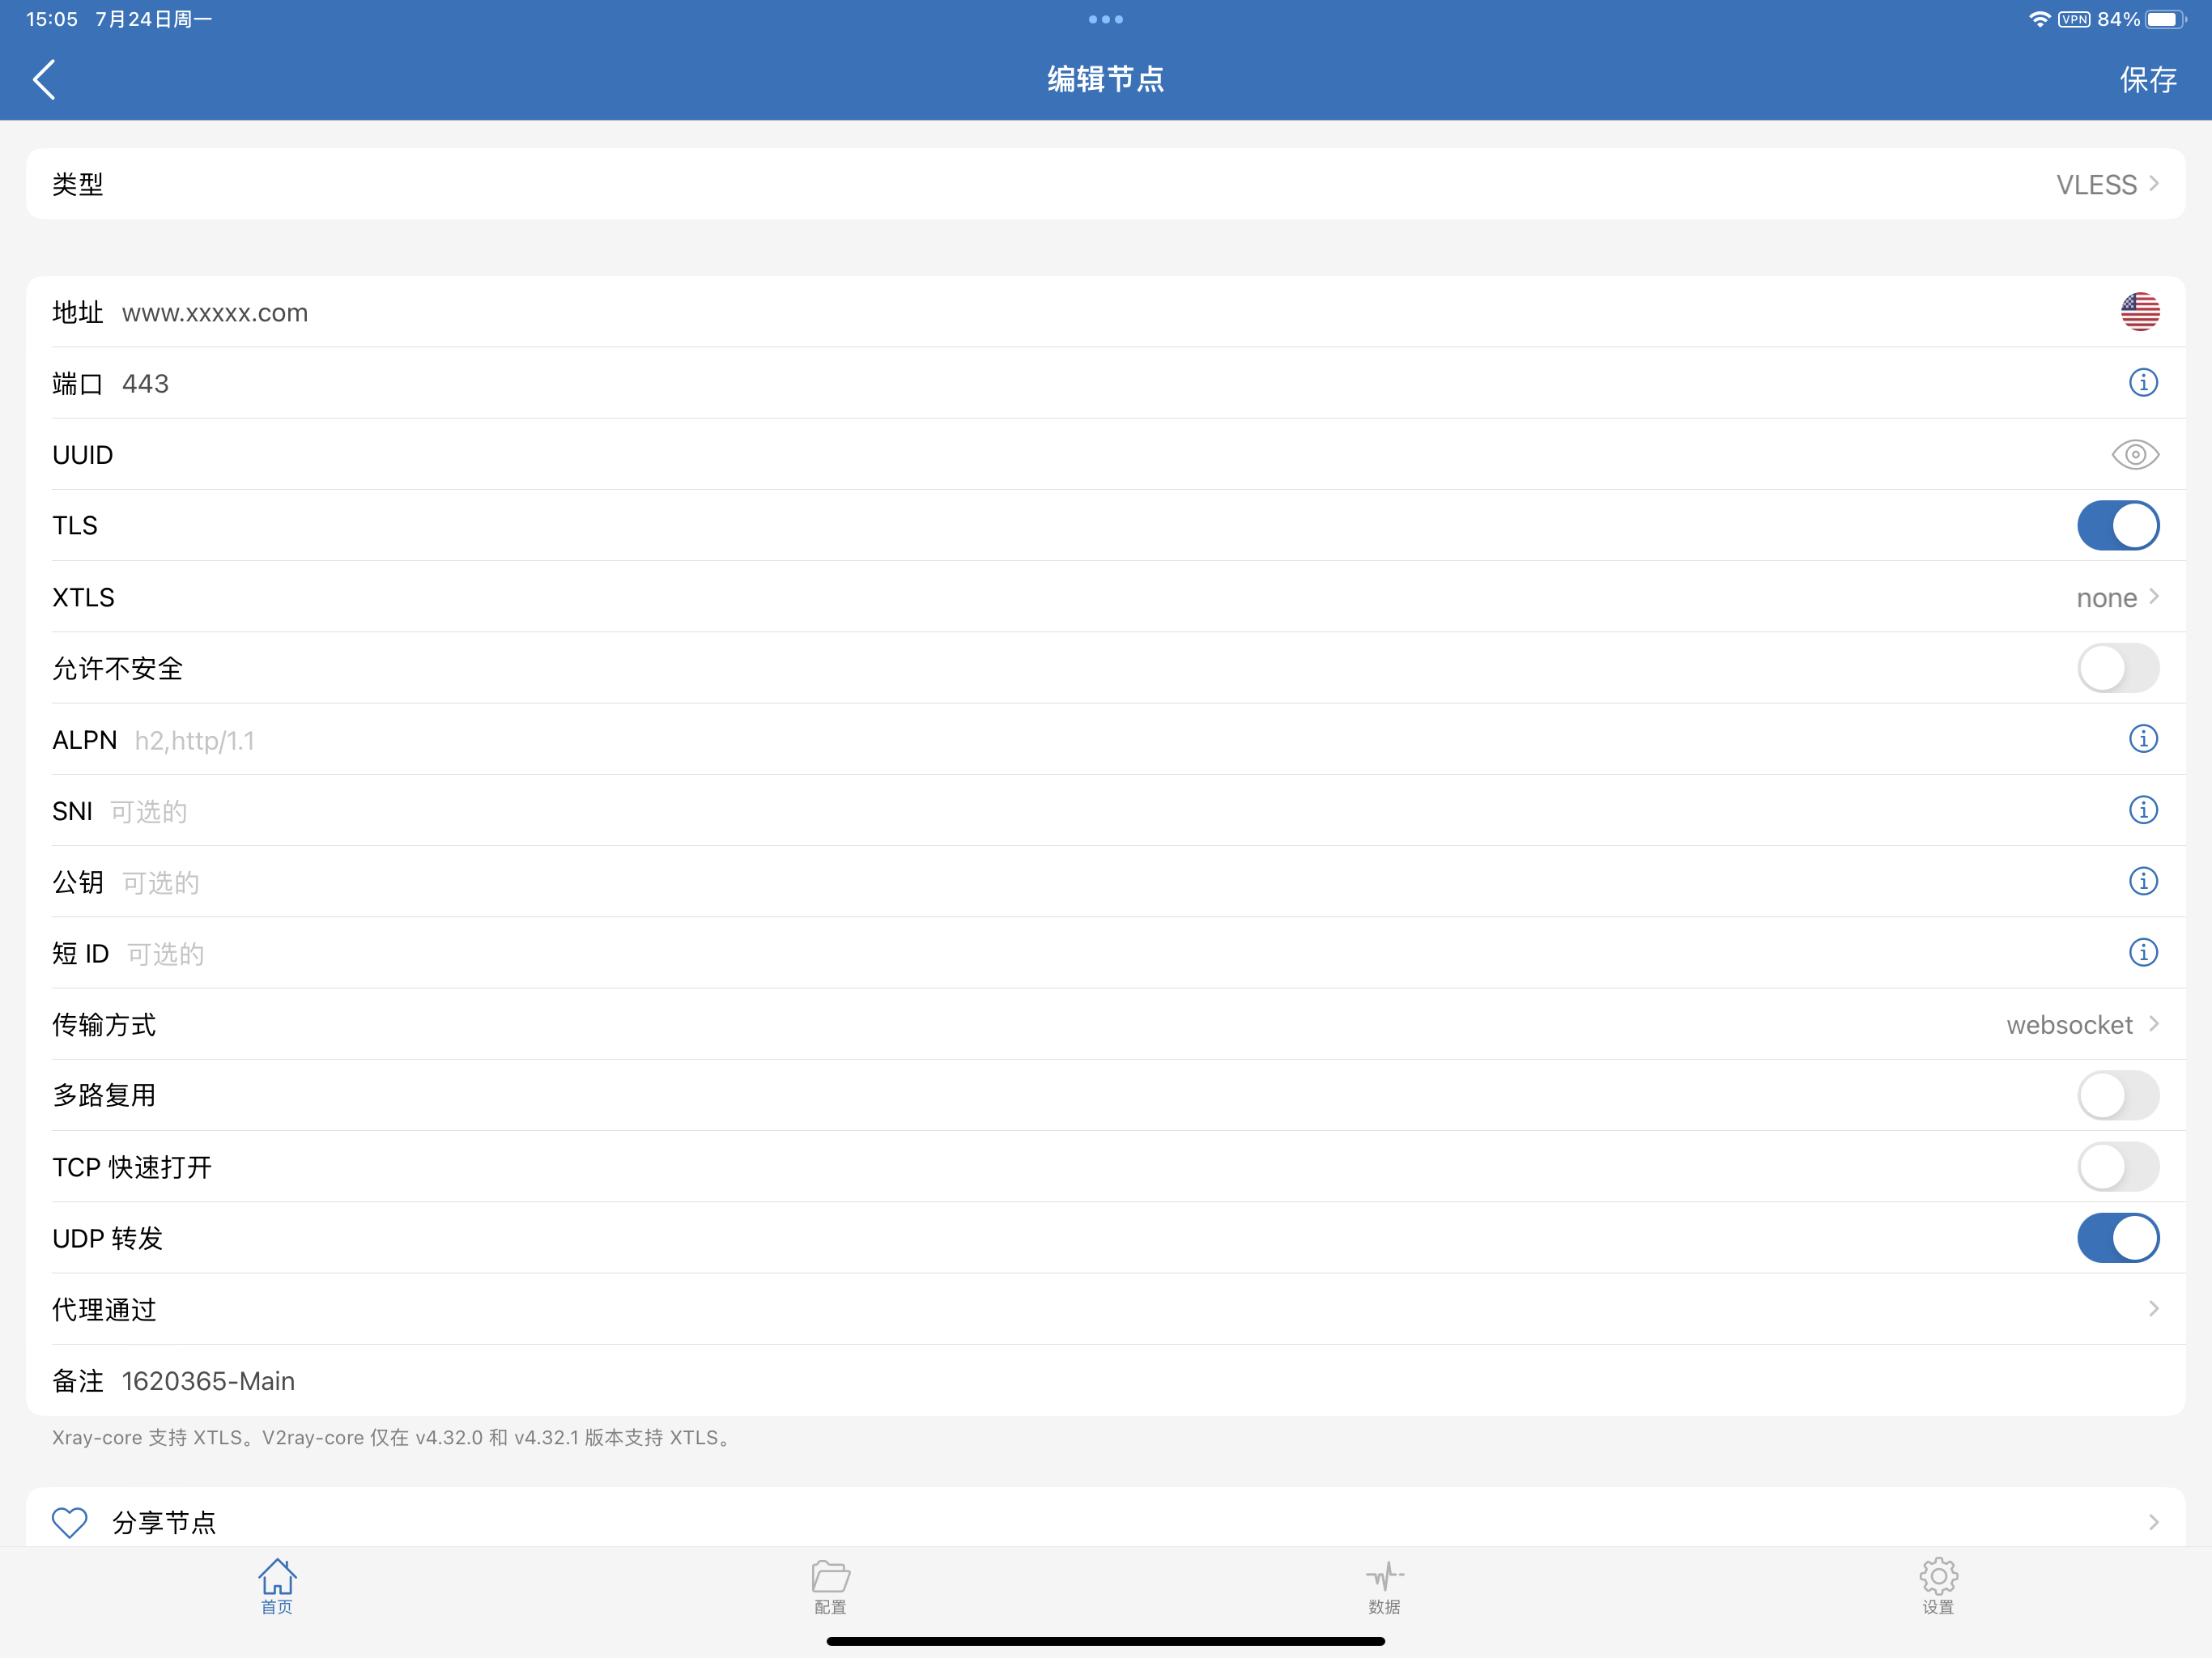 15:05 7月24日周一
VPN 84%
编辑节点
保存
类型 VLESS
地址 www.xxxxx.com
端口 443
UUID
TLS
XTLS none
允许不安全
ALPN h2,http/1.1
SNI 可选的
公钥 可选的
短 ID 可选的
传输方式 websocket
多路复用
TCP 快速打开
UDP 转发
代理通过
备注 1620365-Main
Xray-core 支持 XTLS。V2ray-core 仅在 v4.32.0 和 v4.32.1 版本支持 XTLS。
分享节点
首页 配置 数据 设置